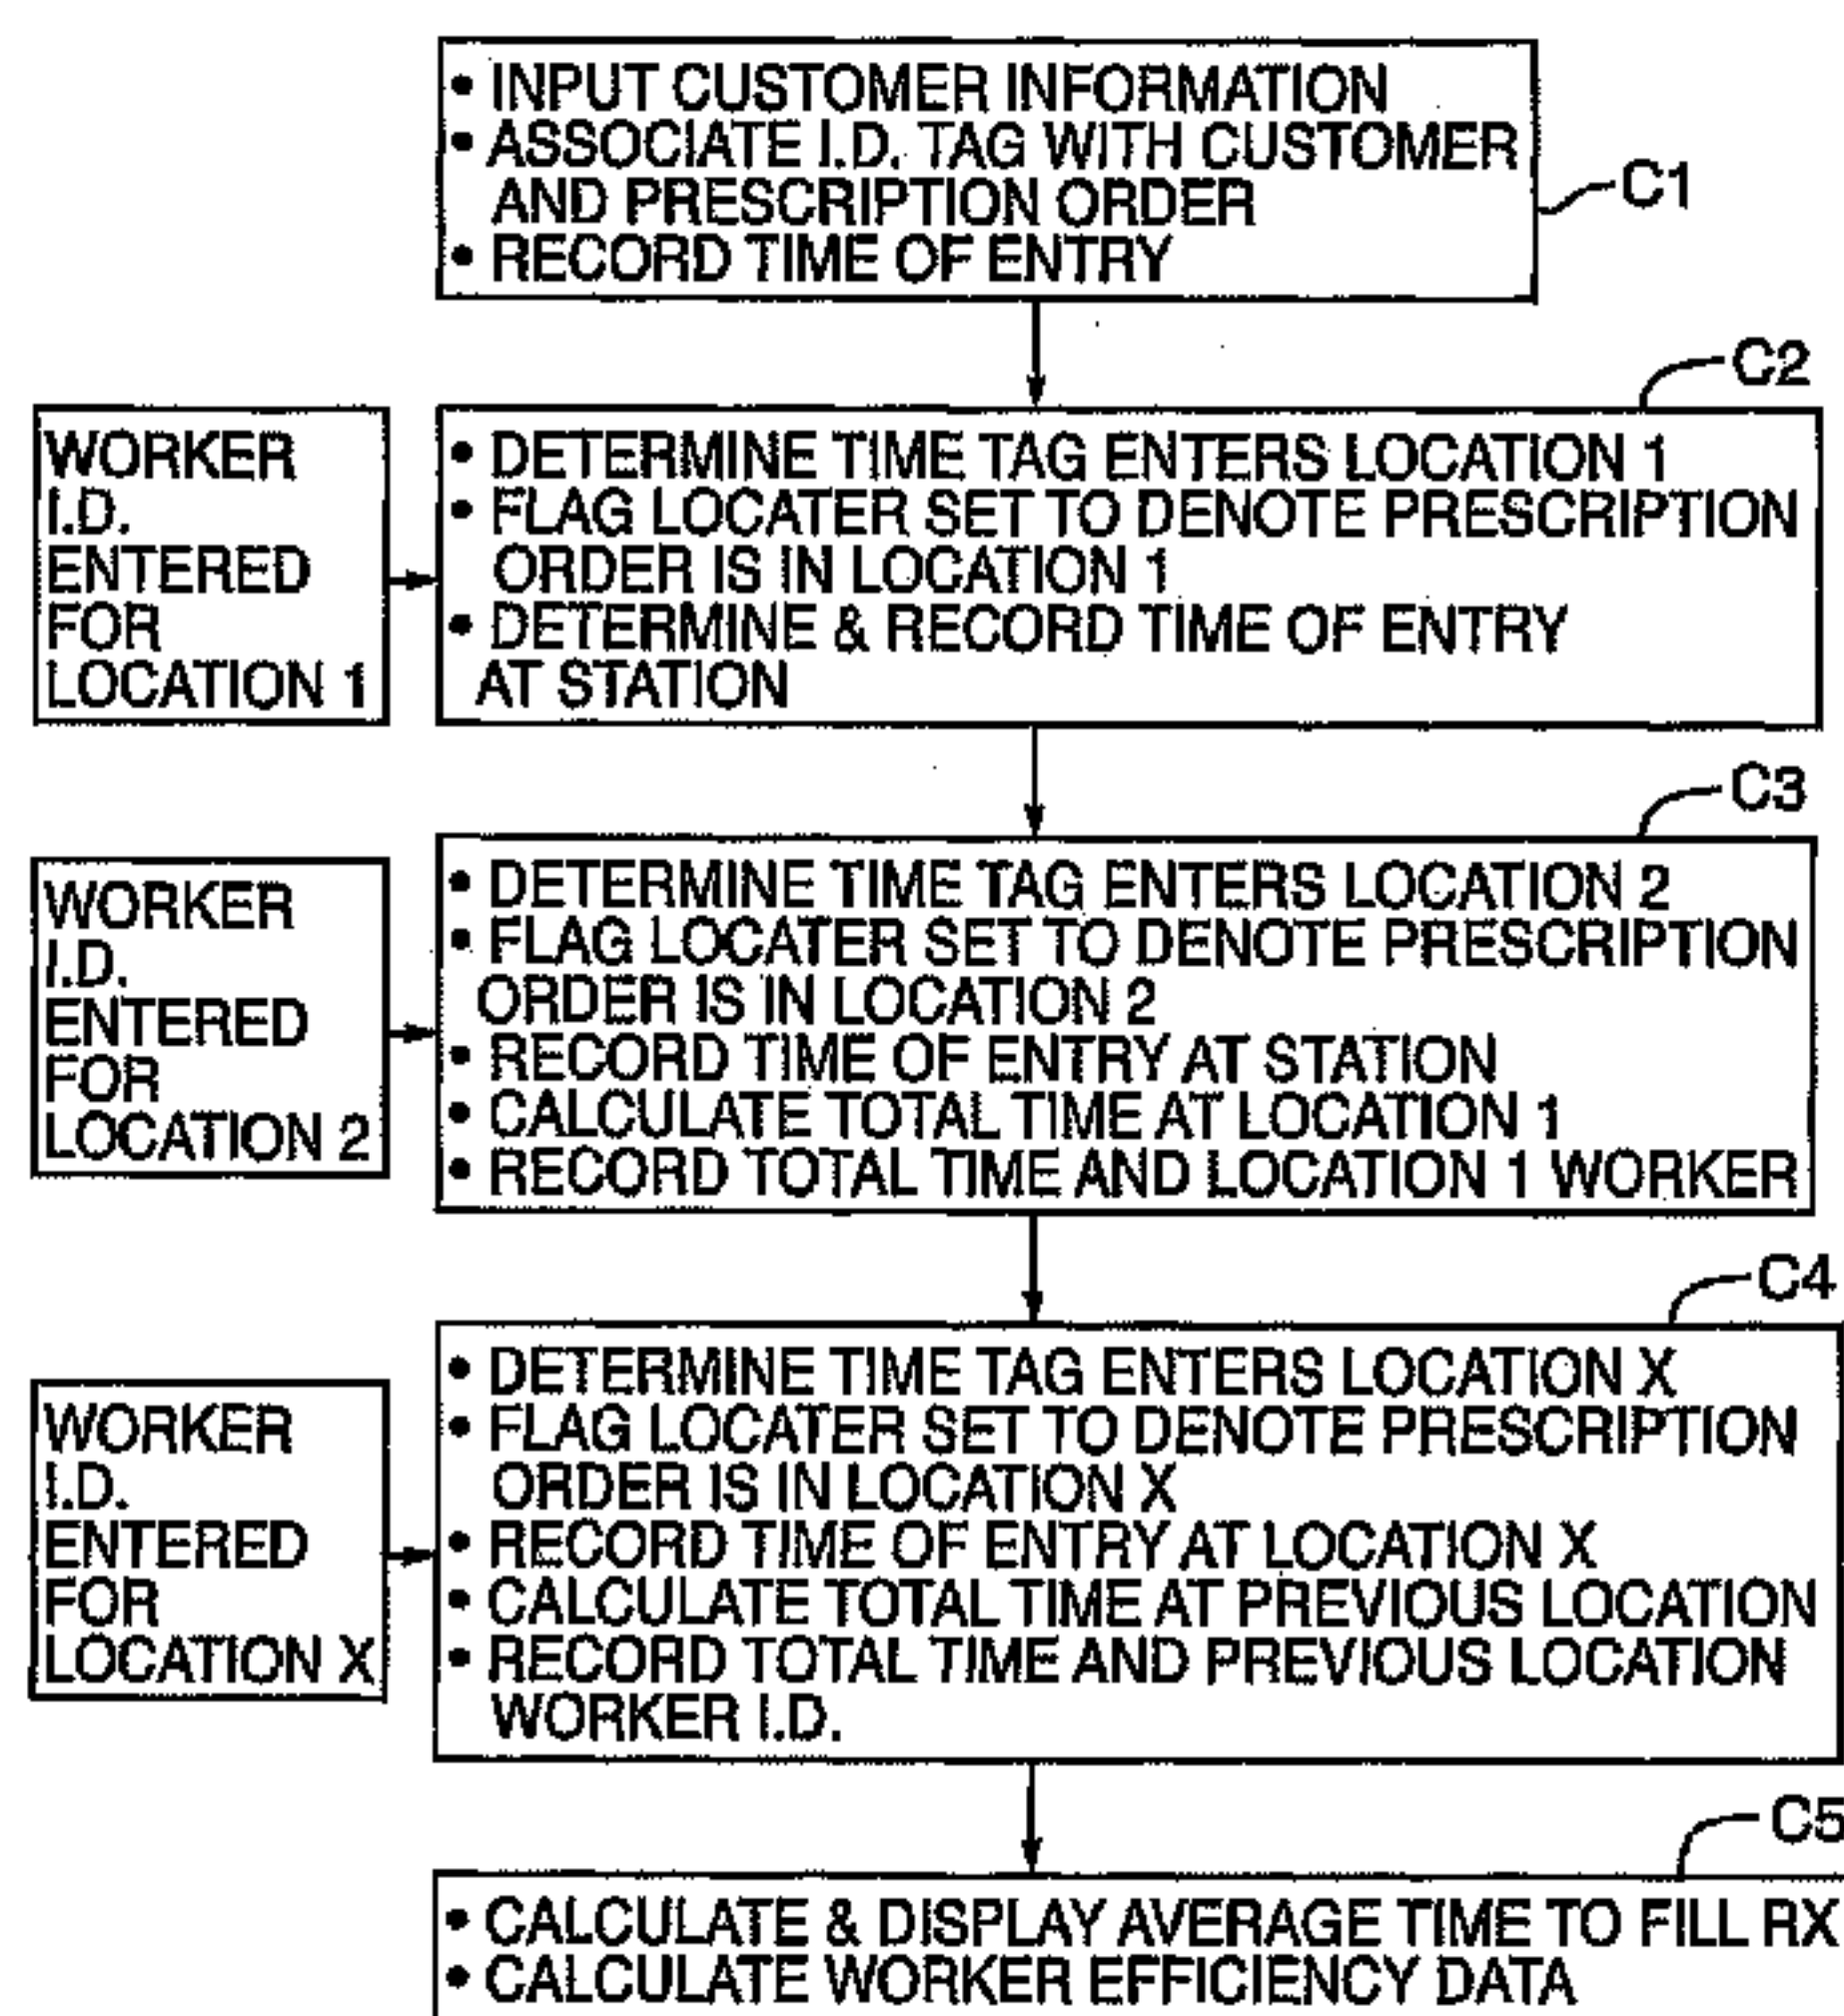 • INPUT CUSTOMER INFORMATION
• ASSOCIATE I.D. TAG WITH CUSTOMER
AND PRESCRIPTION ORDER
• RECORD TIME OF ENTRY
C1
C2
WORKER
I.D.
ENTERED
FOR
LOCATION 1
• DETERMINE TIME TAG ENTERS LOCATION 1
• FLAG LOCATER SET TO DENOTE PRESCRIPTION
ORDER IS IN LOCATION 1
• DETERMINE & RECORD TIME OF ENTRY
AT STATION
C3
WORKER
I.D.
ENTERED
FOR
LOCATION 2
• DETERMINE TIME TAG ENTERS LOCATION 2
• FLAG LOCATER SET TO DENOTE PRESCRIPTION
ORDER IS IN LOCATION 2
• RECORD TIME OF ENTRY AT STATION
• CALCULATE TOTAL TIME AT LOCATION 1
• RECORD TOTAL TIME AND LOCATION 1 WORKER
C4
WORKER
I.D.
ENTERED
FOR
LOCATION X
• DETERMINE TIME TAG ENTERS LOCATION X
• FLAG LOCATER SET TO DENOTE PRESCRIPTION
ORDER IS IN LOCATION X
• RECORD TIME OF ENTRY AT LOCATION X
• CALCULATE TOTAL TIME AT PREVIOUS LOCATION
• RECORD TOTAL TIME AND PREVIOUS LOCATION
WORKER I.D.
C5
• CALCULATE & DISPLAY AVERAGE TIME TO FILL RX
• CALCULATE WORKER EFFICIENCY DATA